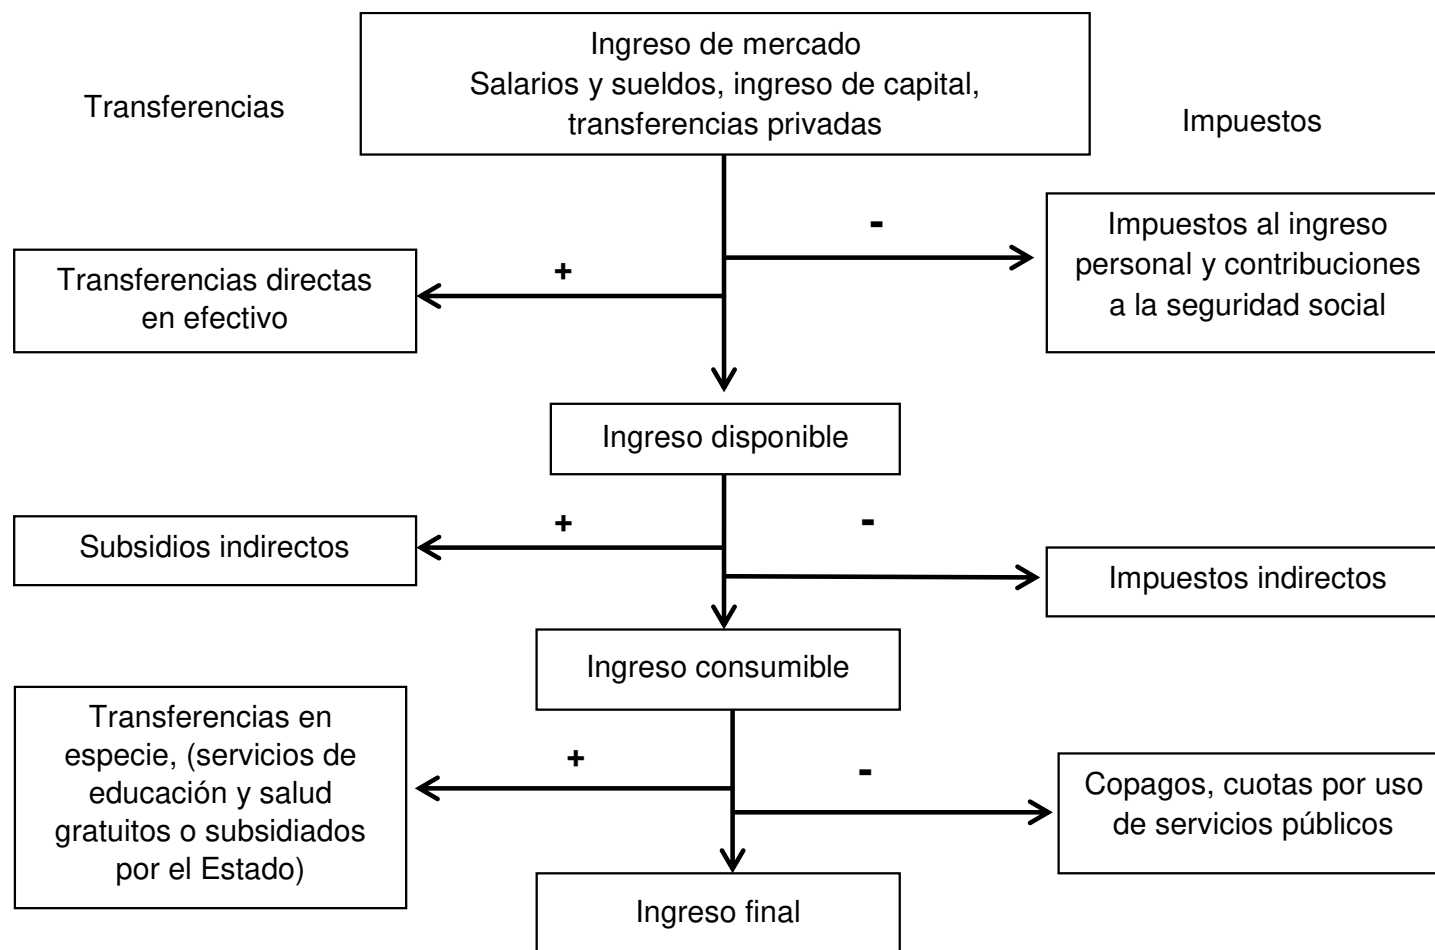 Ingreso de mercado
Salarios y sueldos, ingreso de capital,
transferencias privadas
Transferencias
Impuestos
-
Impuestos al ingreso
personal y contribuciones
a la seguridad social
+
Transferencias directas
en efectivo
Ingreso disponible
+
-
Subsidios indirectos
Impuestos indirectos
Ingreso consumible
Transferencias en
especie, (servicios de
educación y salud
gratuitos o subsidiados
por el Estado)
+
-
Copagos, cuotas por uso
de servicios públicos
Ingreso final